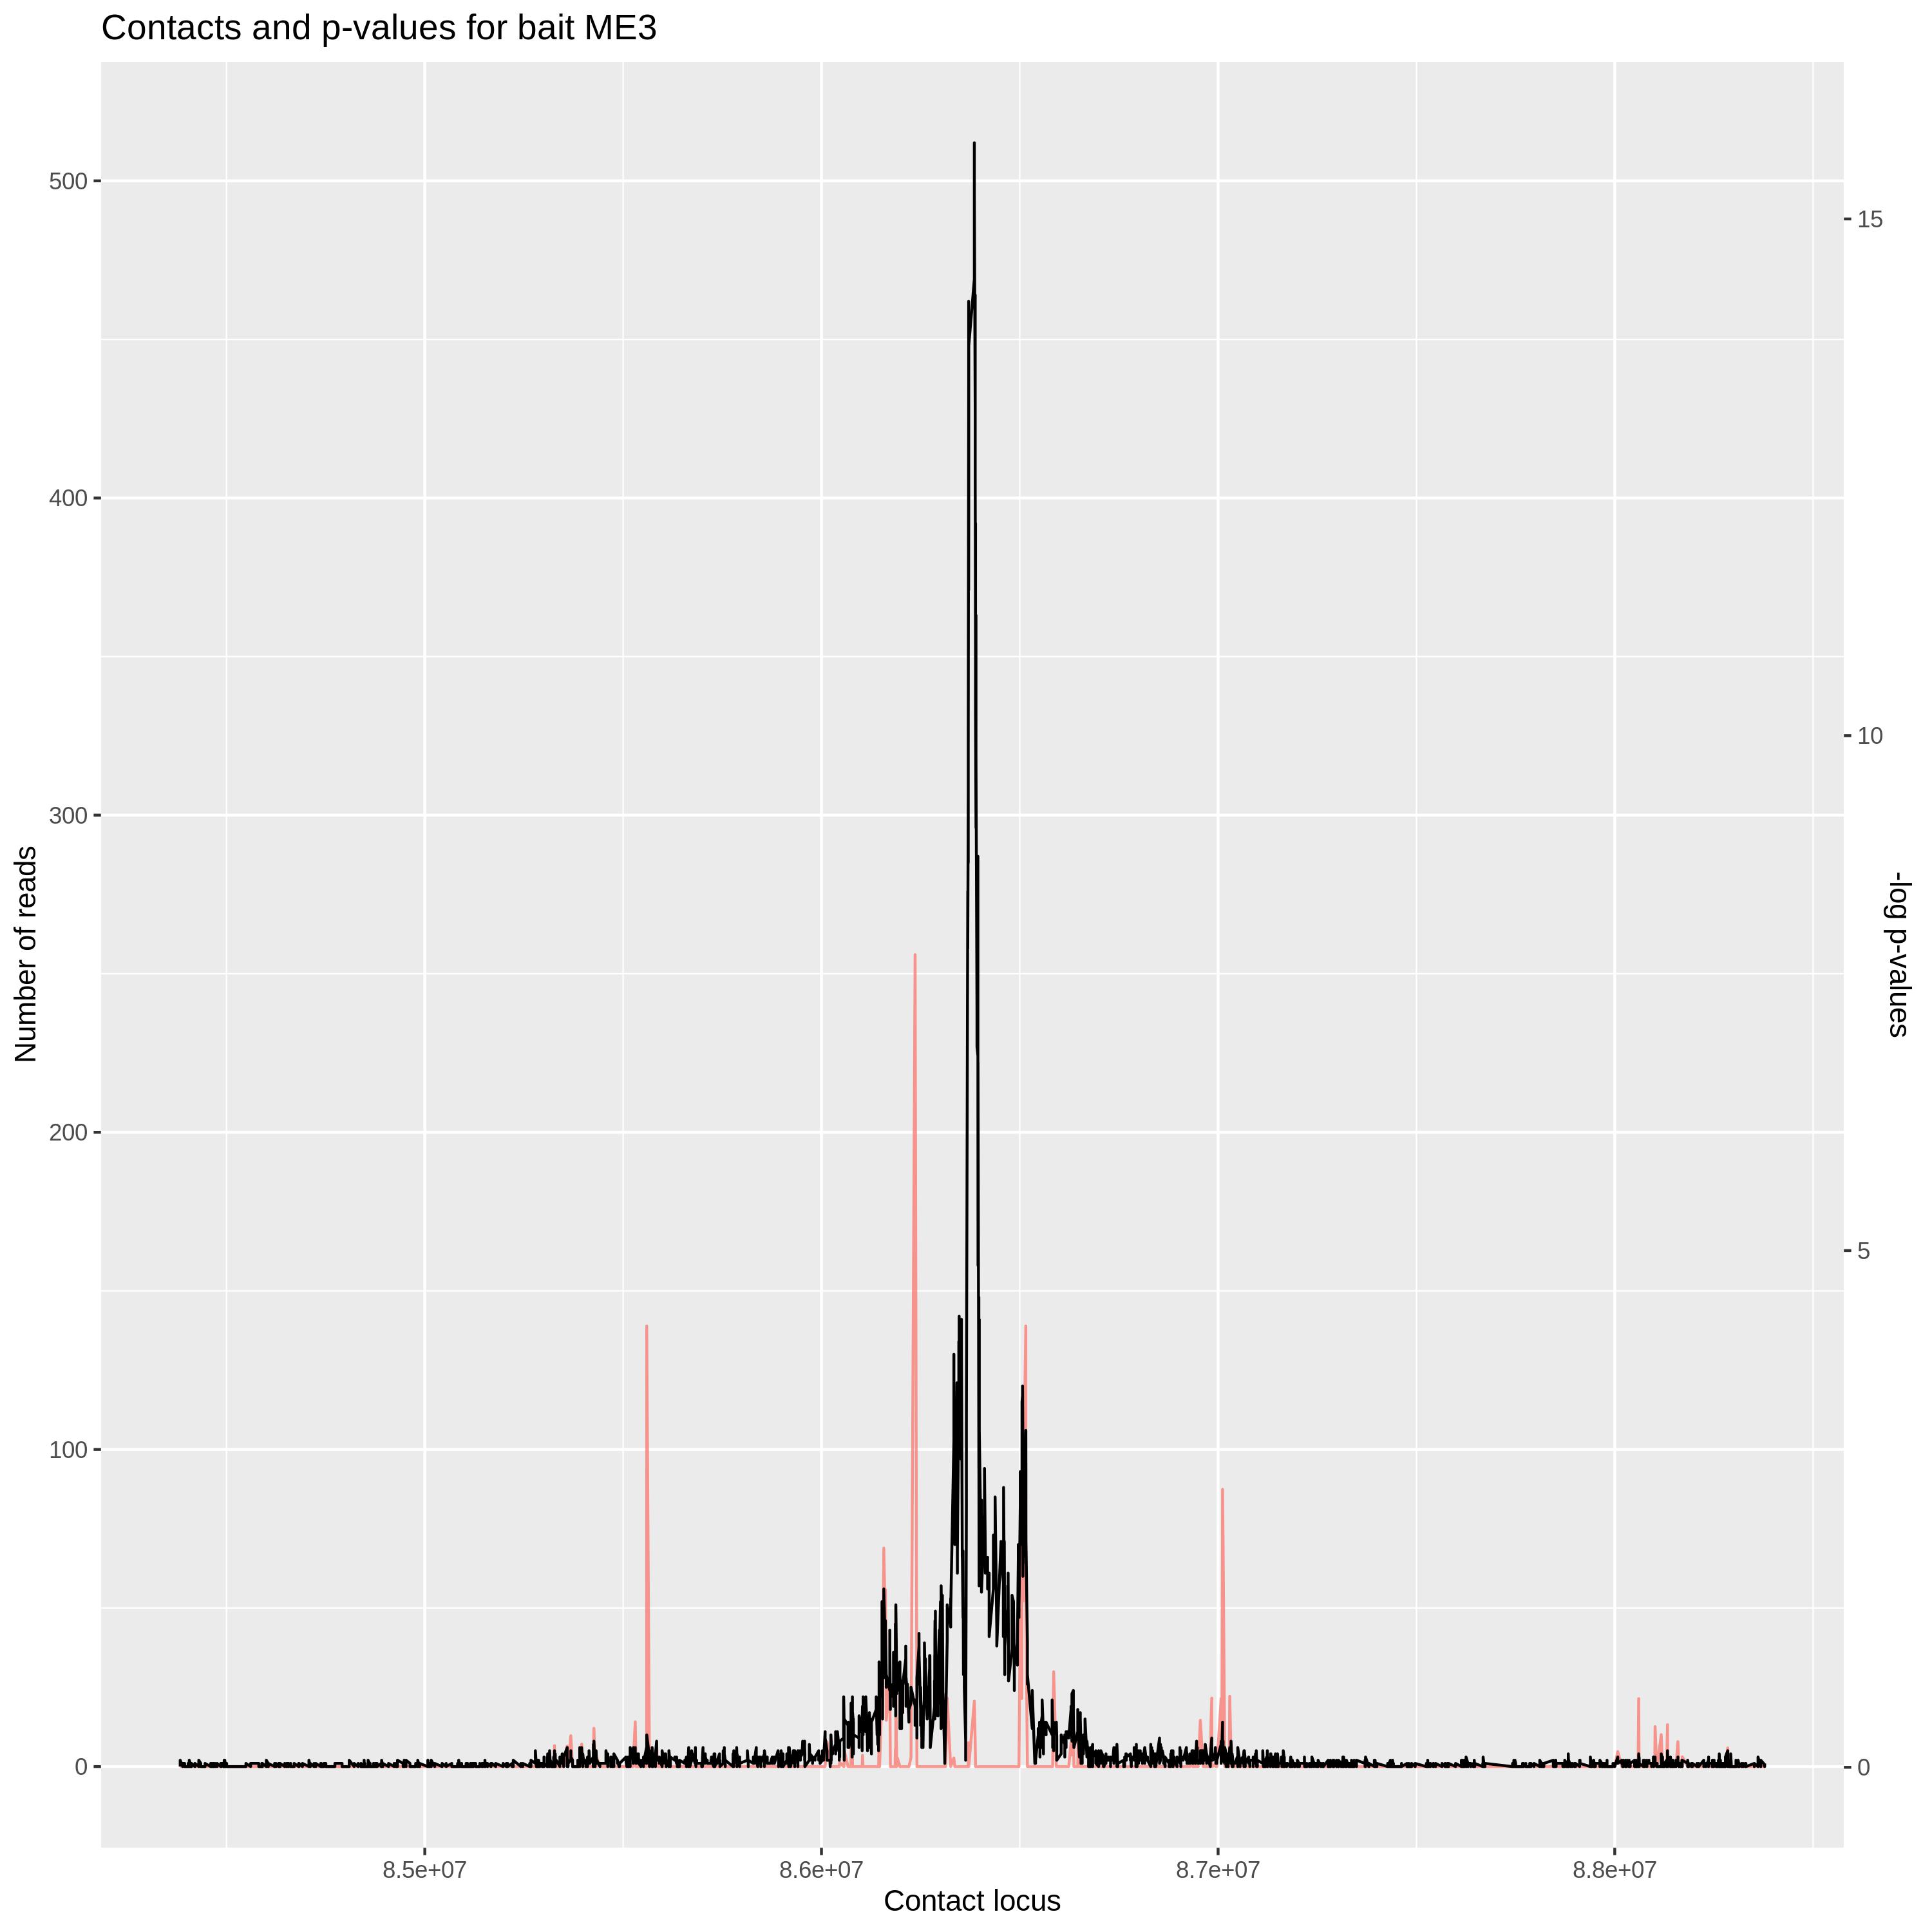 Contacts and p-values for bait ME3
Number of reads
500
400
300
200
100
0
15
10
5
0
-log p-values
8.5e+07
8.6e+07
8.7e+07
8.8e+07
Contact locus